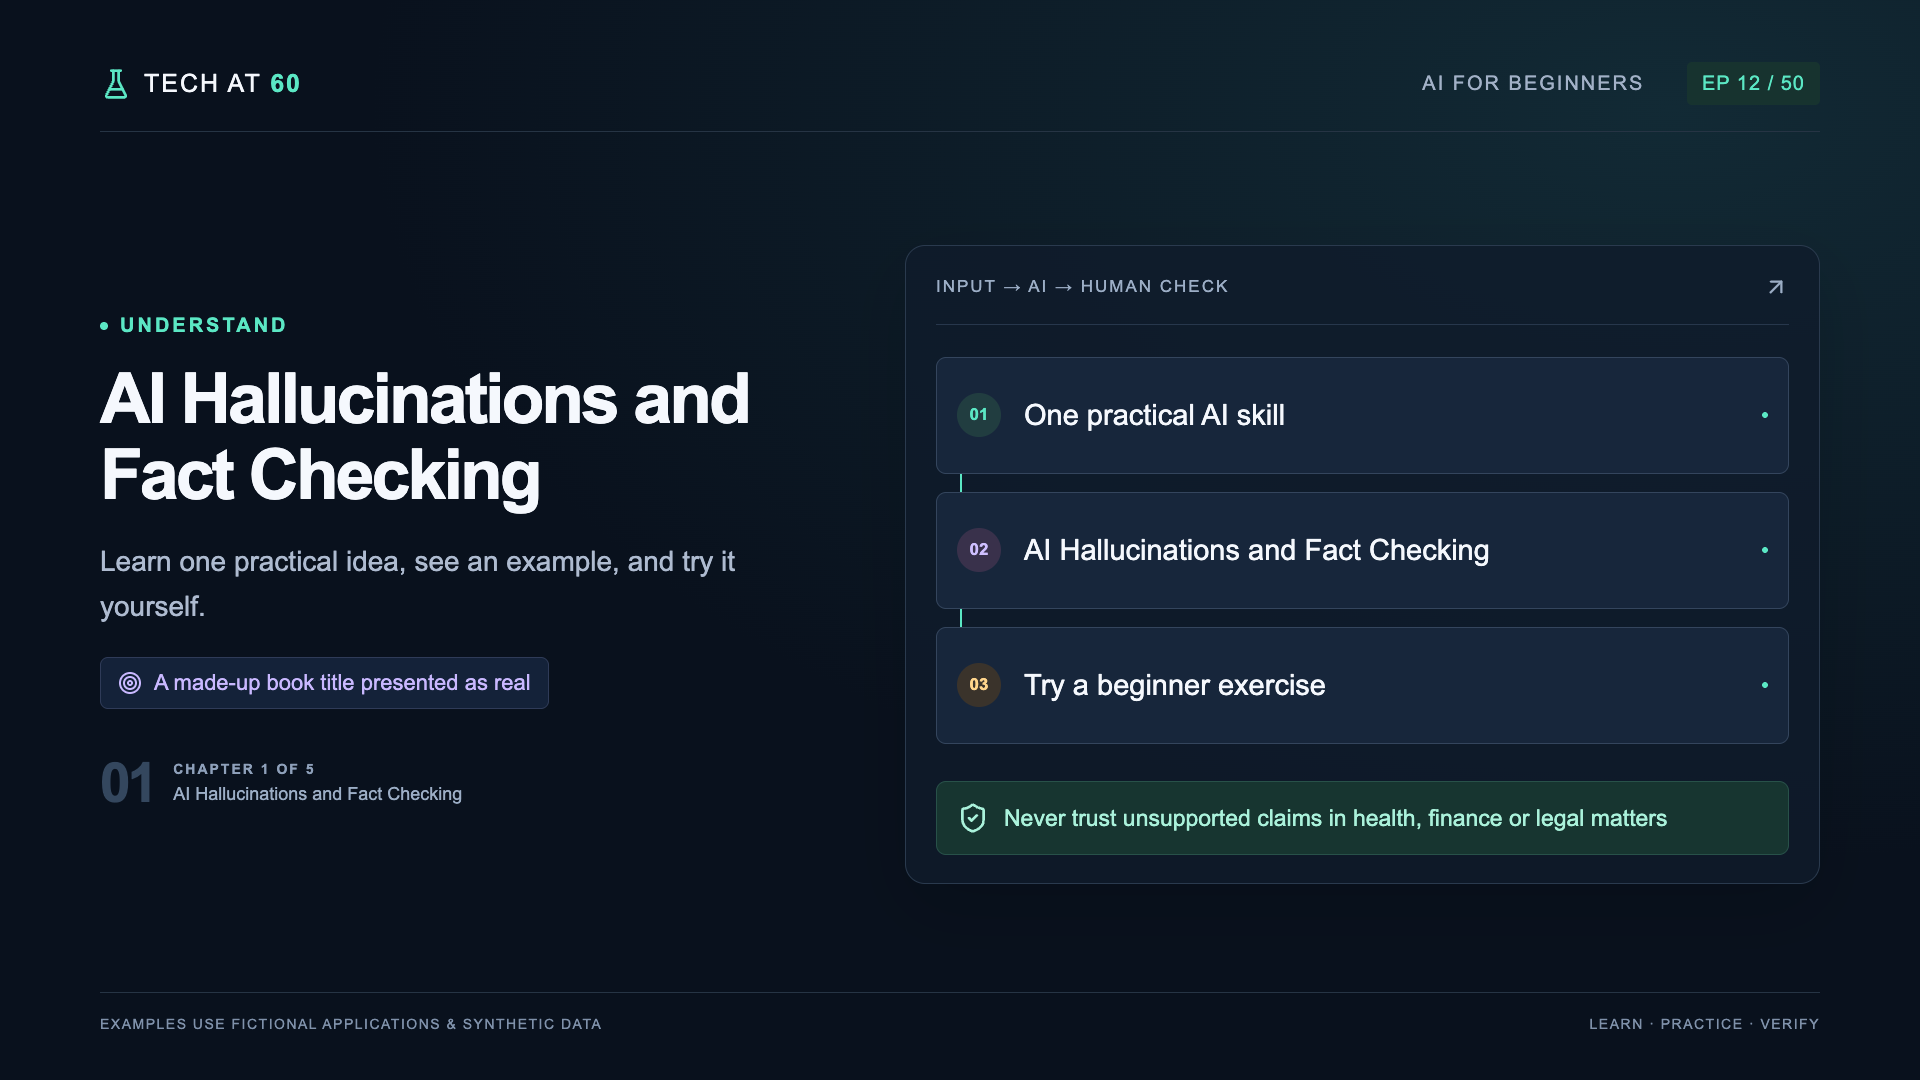 TECH AT 60
AI FOR BEGINNERS
EP 12 / 50
UNDERSTAND
AI Hallucinations and
Fact Checking
Learn one practical idea, see an example, and try it
yourself.
A made-up book title presented as real
01
CHAPTER 1 OF 5
AI Hallucinations and Fact Checking
INPUT → AI → HUMAN CHECK
01 One practical AI skill
02 AI Hallucinations and Fact Checking
03 Try a beginner exercise
Never trust unsupported claims in health, finance or legal matters
EXAMPLES USE FICTIONAL APPLICATIONS & SYNTHETIC DATA
LEARN · PRACTICE · VERIFY